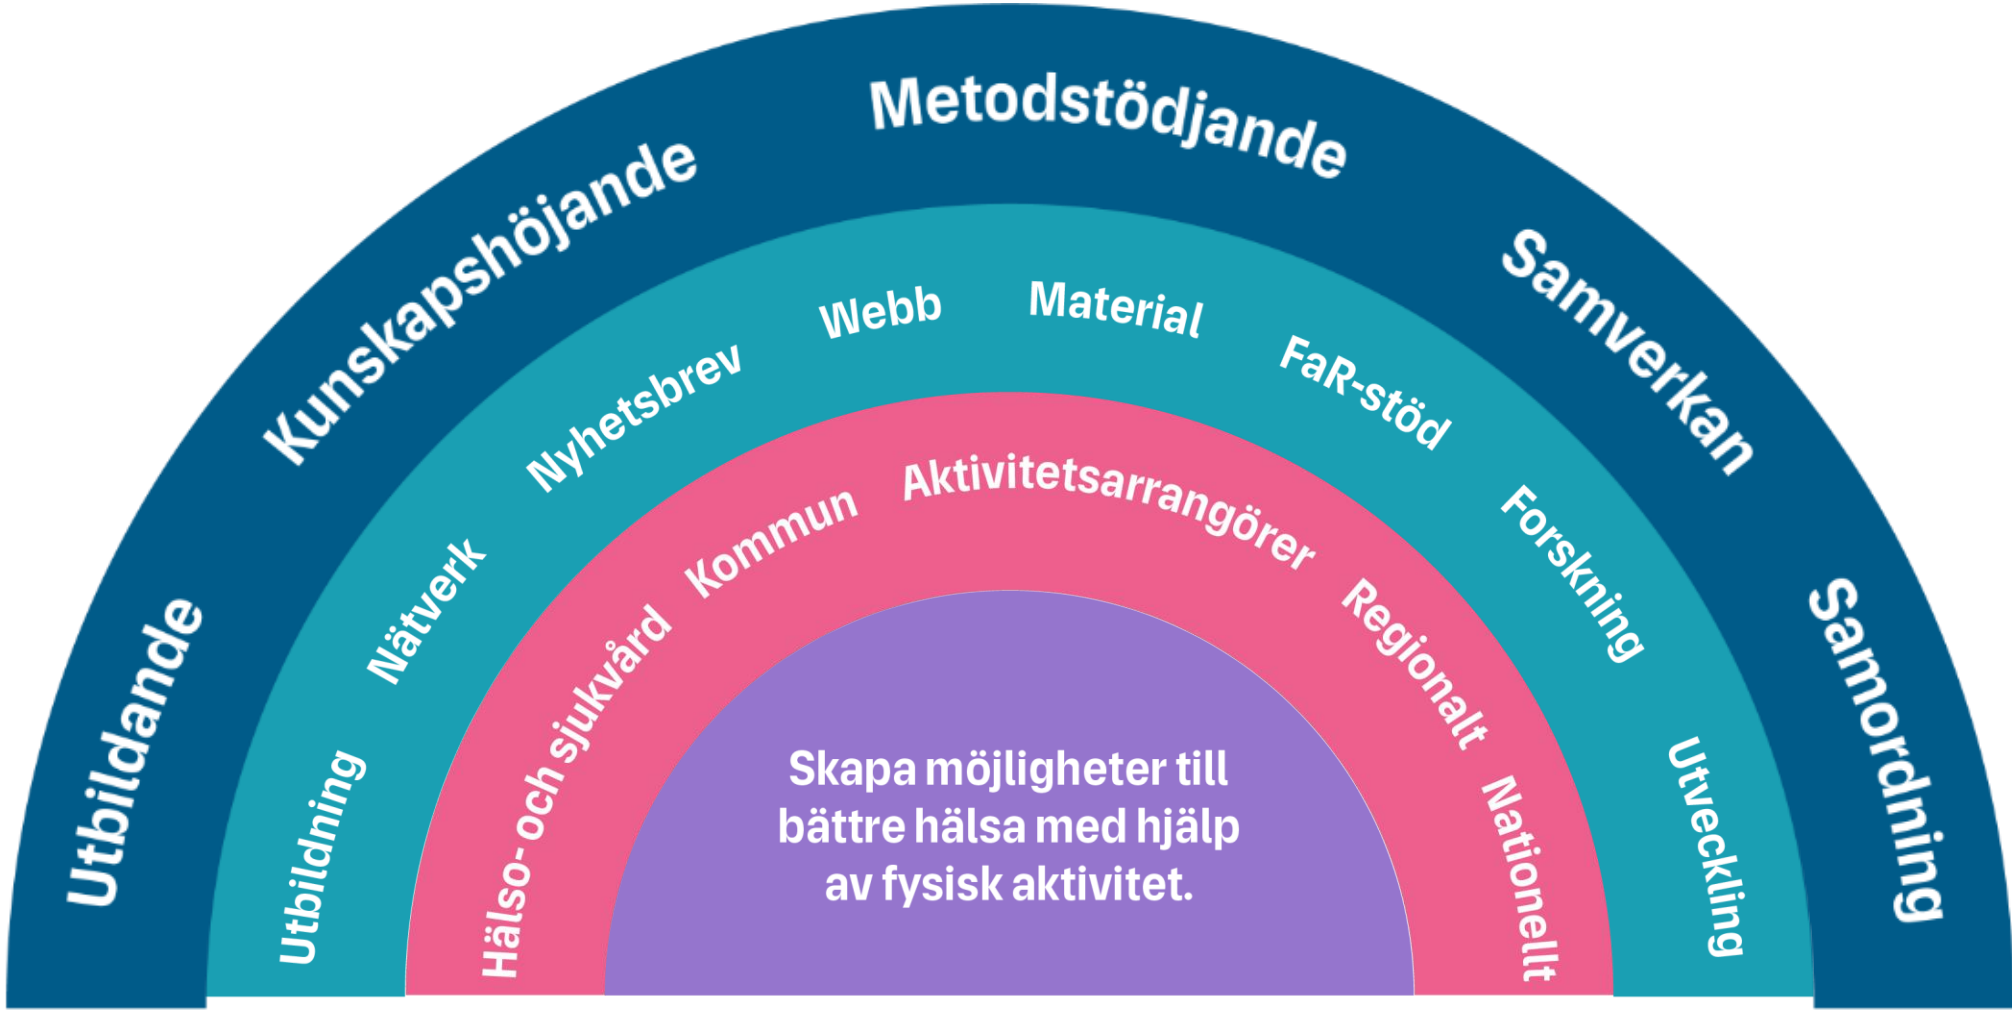 Utbildande
Kunskapshöjande
Metodstödjande
Samverkan
Samordning
Utbildning
Nätverk
Nyhetsbrev
Webb
Material
FaR-stöd
Forskning
Utveckling
Hälso- och sjukvård
Kommun
Aktivitetsarrangörer
Regionalt
Nationellt
Skapa möjligheter till
bättre hälsa med hjälp
av fysisk aktivitet.